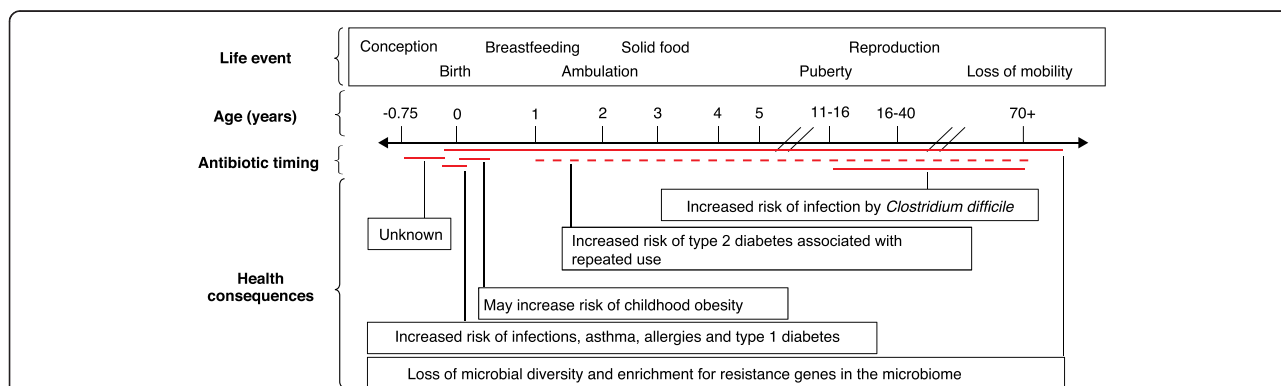 Life event
Conception Breastfeeding Solid food Reproduction
Birth Ambulation Puberty Loss of mobility
Age (years)
-0.75 0 1 2 3 4 5 11-16 16-40 70+
Antibiotic timing
Increased risk of infection by Clostridium difficile
Unknown
Increased risk of type 2 diabetes associated with
repeated use
Health
consequences
May increase risk of childhood obesity
Increased risk of infections, asthma, allergies and type 1 diabetes
Loss of microbial diversity and enrichment for resistance genes in the microbiome